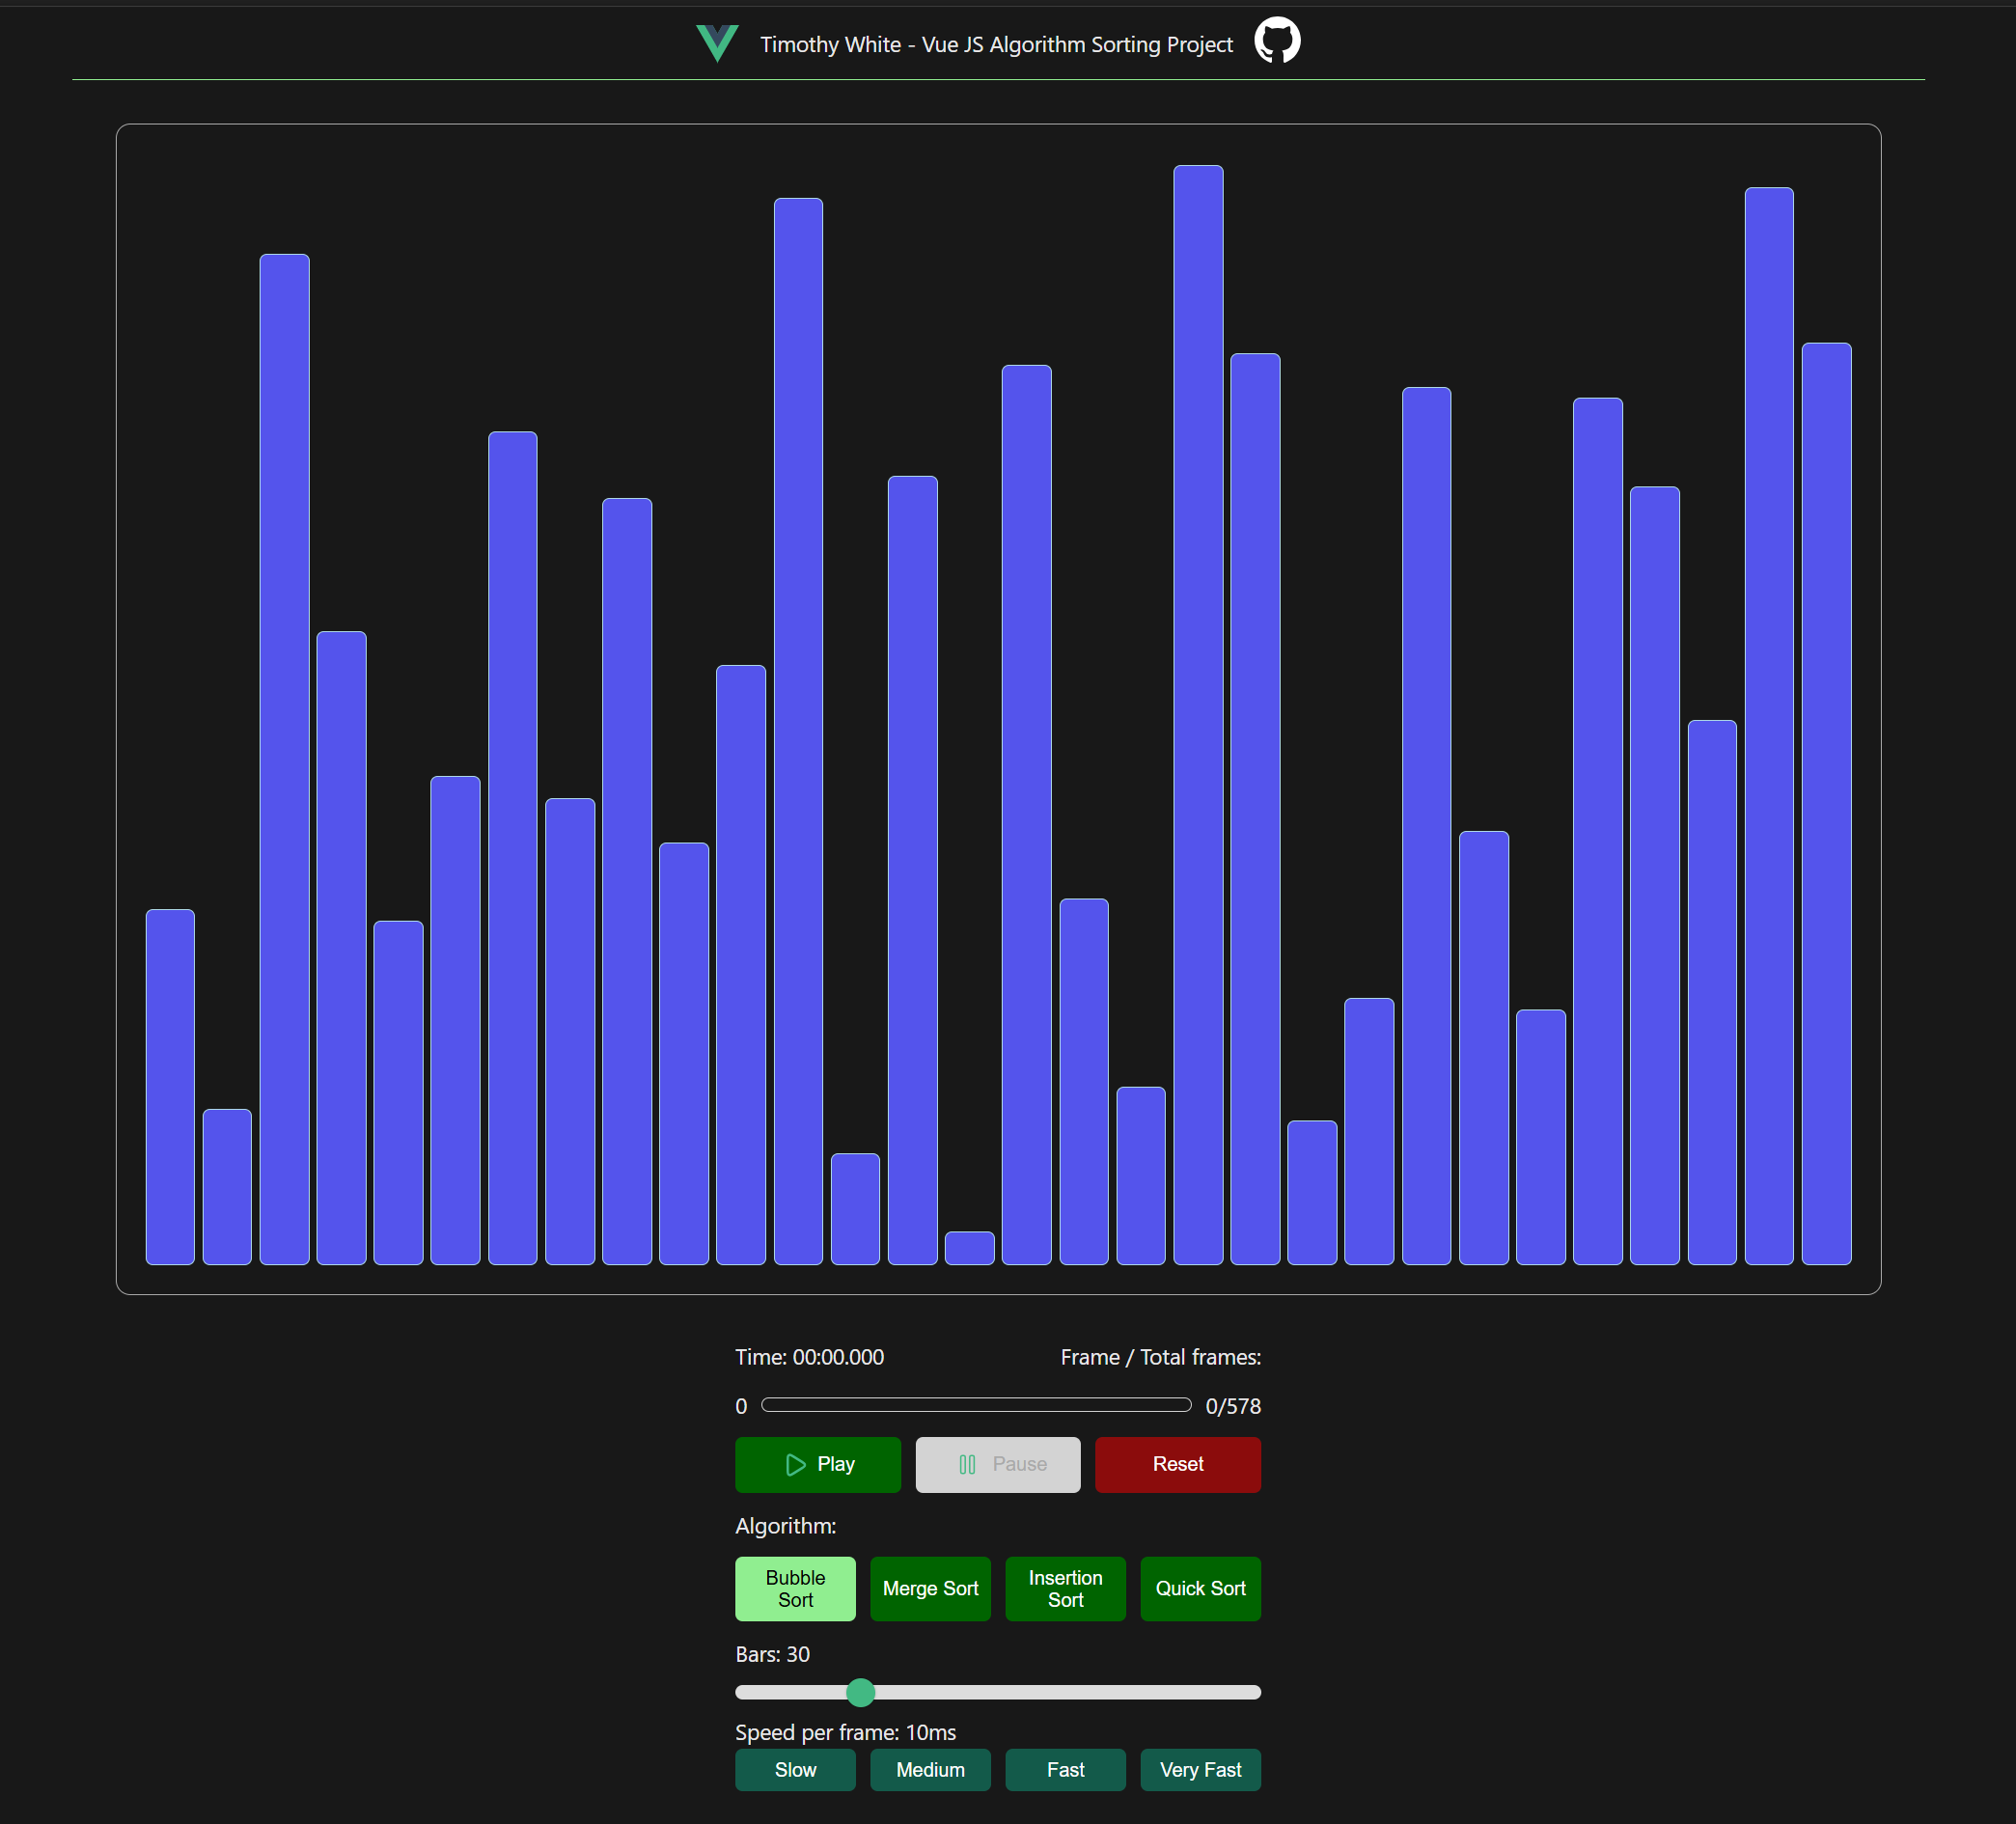 Timothy White - Vue JS Algorithm Sorting Project
Time: 00:00.000 Frame / Total frames:
0 0/578
Play Pause Reset
Algorithm:
Bubble Sort Merge Sort Insertion Sort Quick Sort
Bars: 30
Speed per frame: 10ms
Slow Medium Fast Very Fast